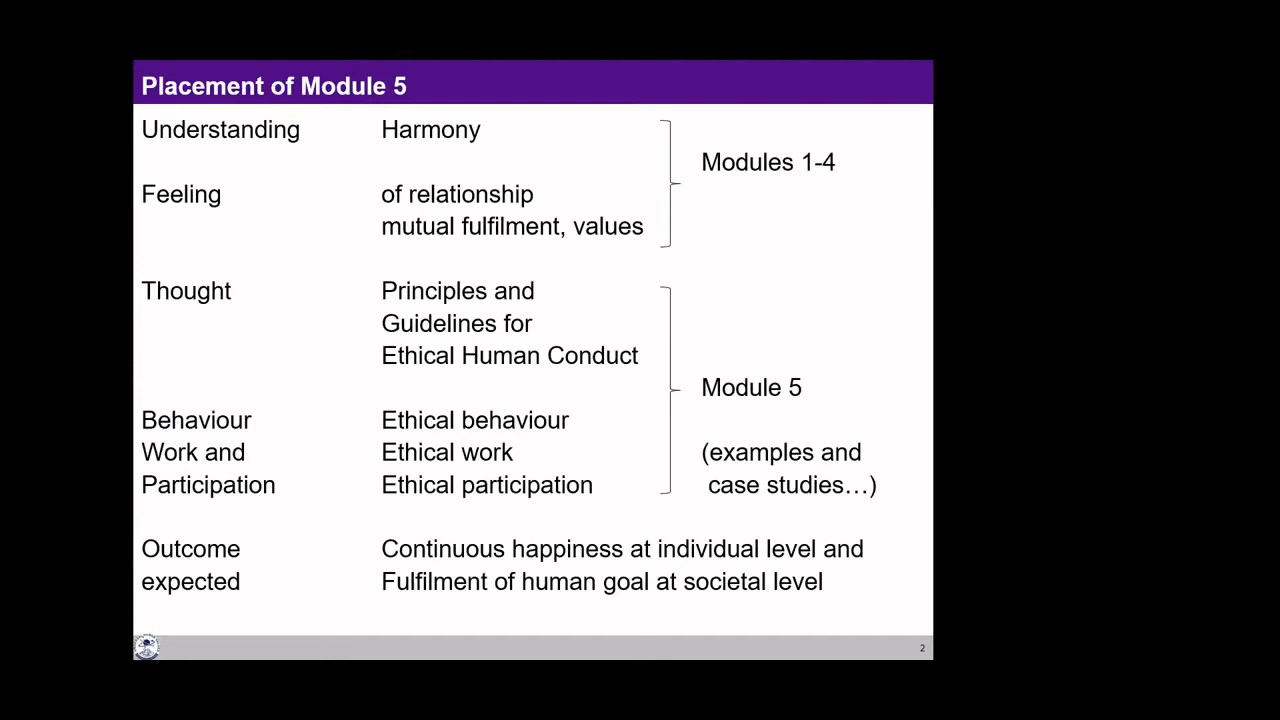 Placement of Module 5
Understanding Harmony
Modules 1-4
Feeling of relationship
mutual fulfilment, values
Thought Principles and
Guidelines for
Ethical Human Conduct
Module 5
Behaviour Ethical behaviour
Work and Ethical work (examples and
Participation Ethical participation case studies…)
Outcome Continuous happiness at individual level and
expected Fulfilment of human goal at societal level
2